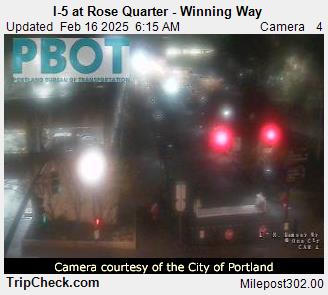 I-5 at Rose Quarter - Winning Way
Updated Feb 16 2025 6:15 AM Camera 4
PBOT
PORTLAND BUREAU OF TRANSPORTATION
Camera courtesy of the City of Portland
TripCheck.com Milepost302.00